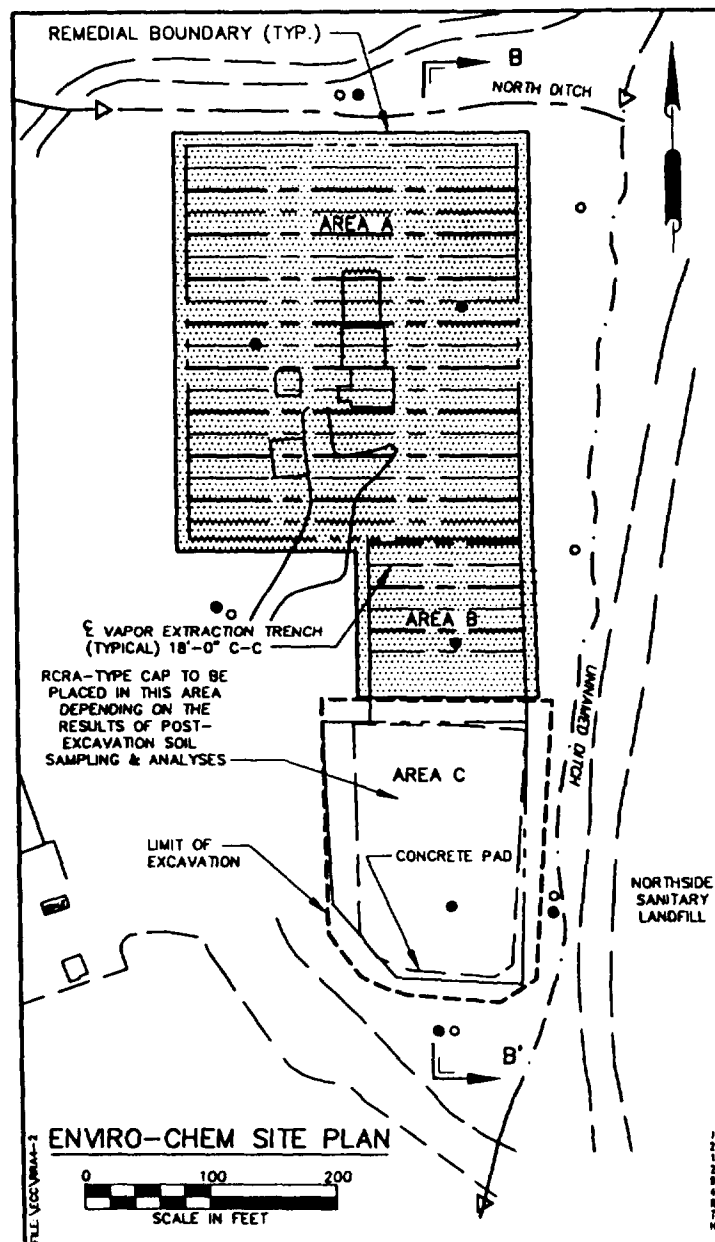 REMEDIAL BOUNDARY (TYP.)
B
NORTH DITCH
AREA A
℄ VAPOR EXTRACTION TRENCH
(TYPICAL) 18'-0" C-C
AREA B
RCRA-TYPE CAP TO BE
PLACED IN THIS AREA
DEPENDING ON THE
RESULTS OF POST-
EXCAVATION SOIL
SAMPLING & ANALYSES
UNNAMED DITCH
AREA C
LIMIT OF
EXCAVATION
CONCRETE PAD
NORTHSIDE
SANITARY
LANDFILL
B'
ENVIRO-CHEM SITE PLAN
0 100 200
SCALE IN FEET